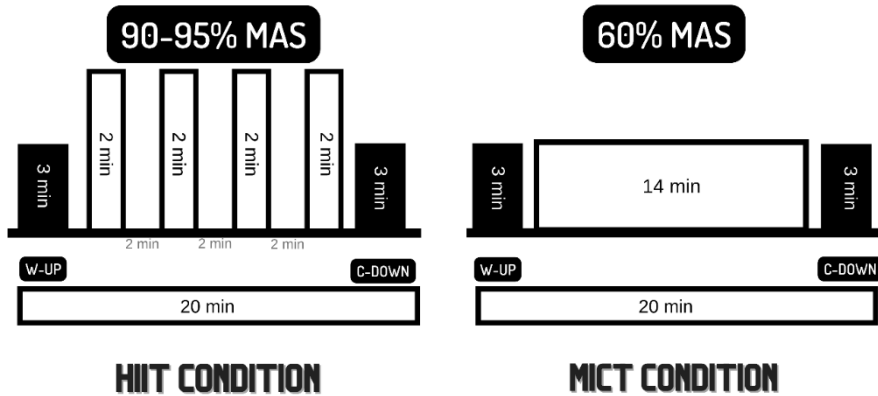 90-95% MAS
3 min
2 min
2 min
2 min
2 min
3 min
2 min
2 min
2 min
W-UP
C-DOWN
20 min
HIIT CONDITION
60% MAS
3 min
14 min
3 min
W-UP
C-DOWN
20 min
MICT CONDITION